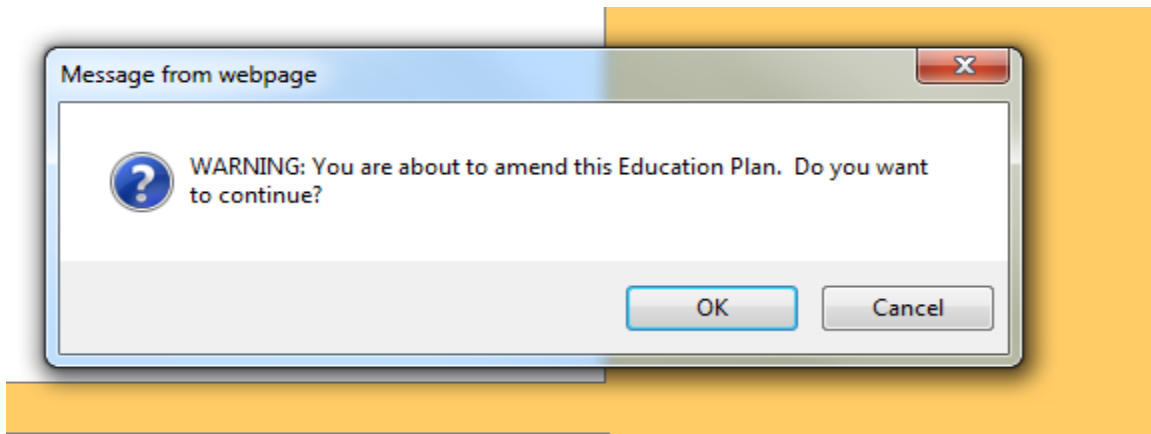 Message from webpage
WARNING: You are about to amend this Education Plan.  Do you want
to continue?
OK
Cancel